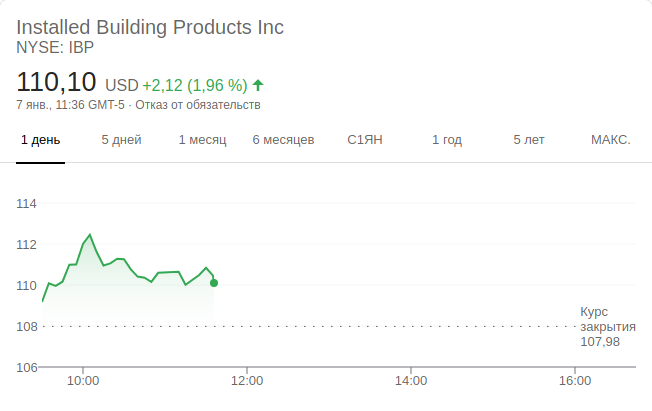 Installed Building Products Inc
NYSE: IBP
110,10 USD +2,12 (1,96 %)
7 янв., 11:36 GMT-5 · Отказ от обязательств
1 день 5 дней 1 месяц 6 месяцев С1ЯН 1 год 5 лет МАКС.
114
112
110
Курс
108 закрытия
107,98
106
10:00 12:00 14:00 16:00